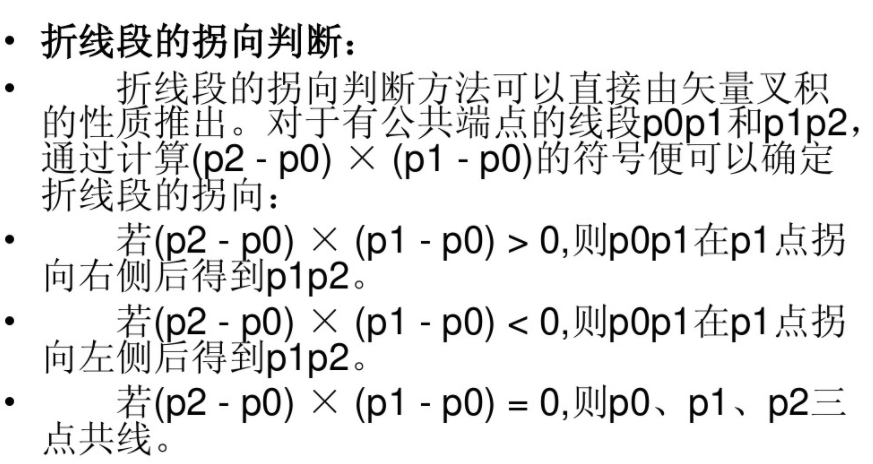 • 折线段的拐向判断：
• 折线段的拐向判断方法可以直接由矢量叉积
的性质推出。对于有公共端点的线段p0p1和p1p2，
通过计算(p2 - p0) × (p1 - p0)的符号便可以确定
折线段的拐向：
• 若(p2 - p0) × (p1 - p0) > 0,则p0p1在p1点拐
向右侧后得到p1p2。
• 若(p2 - p0) × (p1 - p0) < 0,则p0p1在p1点拐
向左侧后得到p1p2。
• 若(p2 - p0) × (p1 - p0) = 0,则p0、p1、p2三
点共线。